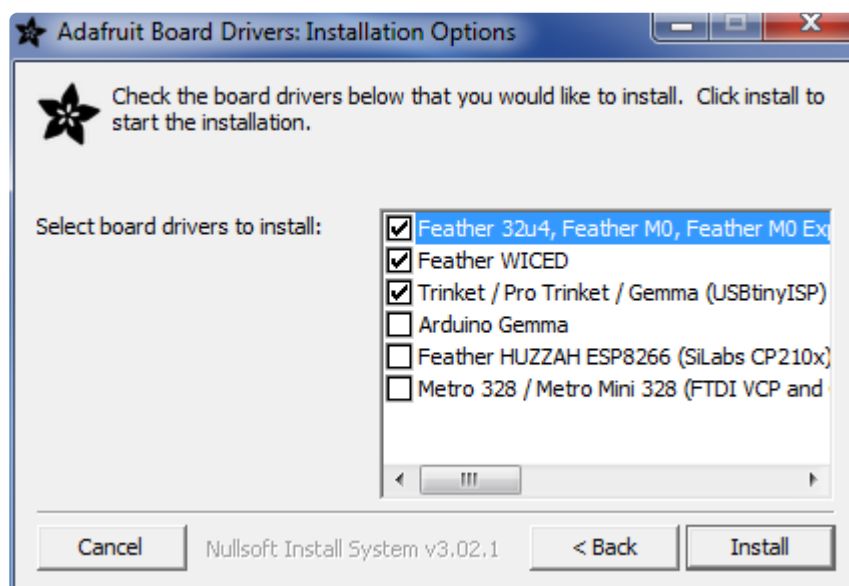 Adafruit Board Drivers: Installation Options
X
Check the board drivers below that you would like to install. Click install to
start the installation.
Select board drivers to install:
Feather 32u4, Feather M0, Feather M0
Feather WICED
Trinket / Pro Trinket / Gemma (USBtinyISP)
Arduino Gemma
Feather HUZZAH ESP8266 (SiLabs CP210x)
Metro 328 / Metro Mini 328 (FTDI VCP and
Cancel
Nullsoft Install System v3.02.1
< Back
Install